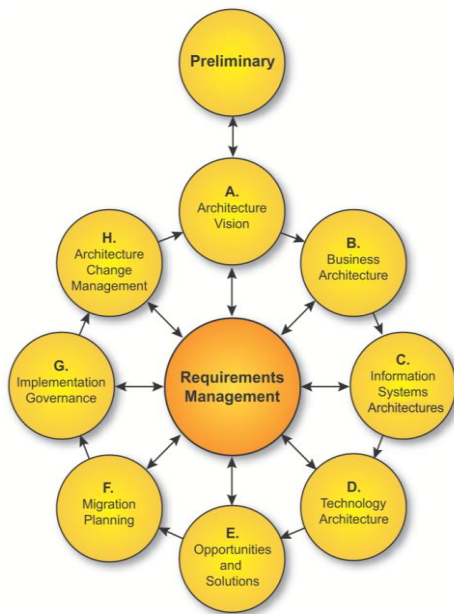 Preliminary
A.
Architecture
Vision
B.
Business
Architecture
C.
Information
Systems
Architectures
D.
Technology
Architecture
E.
Opportunities
and
Solutions
F.
Migration
Planning
G.
Implementation
Governance
H.
Architecture
Change
Management
Requirements
Management